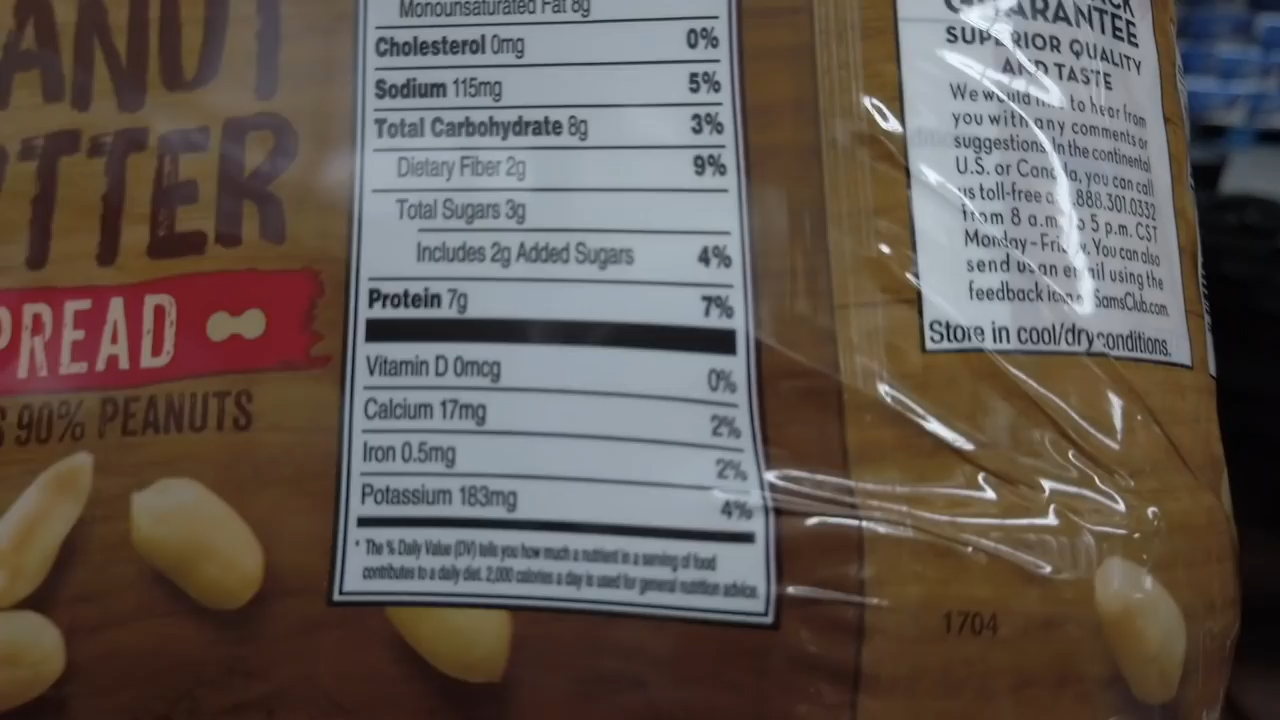 ANUT
TTER
PREAD
90% PEANUTS
Monounsaturated Fat 8g
Cholesterol 0mg 0%
Sodium 115mg 5%
Total Carbohydrate 8g 3%
Dietary Fiber 2g 9%
Total Sugars 3g
Includes 2g Added Sugars 4%
Protein 7g 7%
Vitamin D 0mcg 0%
Calcium 17mg 2%
Iron 0.5mg 2%
Potassium 183mg 4%
* The % Daily Value (DV) tells you how much a nutrient in a serving of food
contributes to a daily diet. 2,000 calories a day is used for general nutrition advice.
GUARANTEE
SUPERIOR QUALITY
AND TASTE
We would to hear from
you with any comments or
suggestions. In the continental
U.S. or Canada, you can call
us toll-free .888.301.0332
from 8 a.m. 5 p.m. CST
Monday-Friday. You can also
send us an email using the
feedback SamsClub.com
Store in cool/dry conditions.
1704